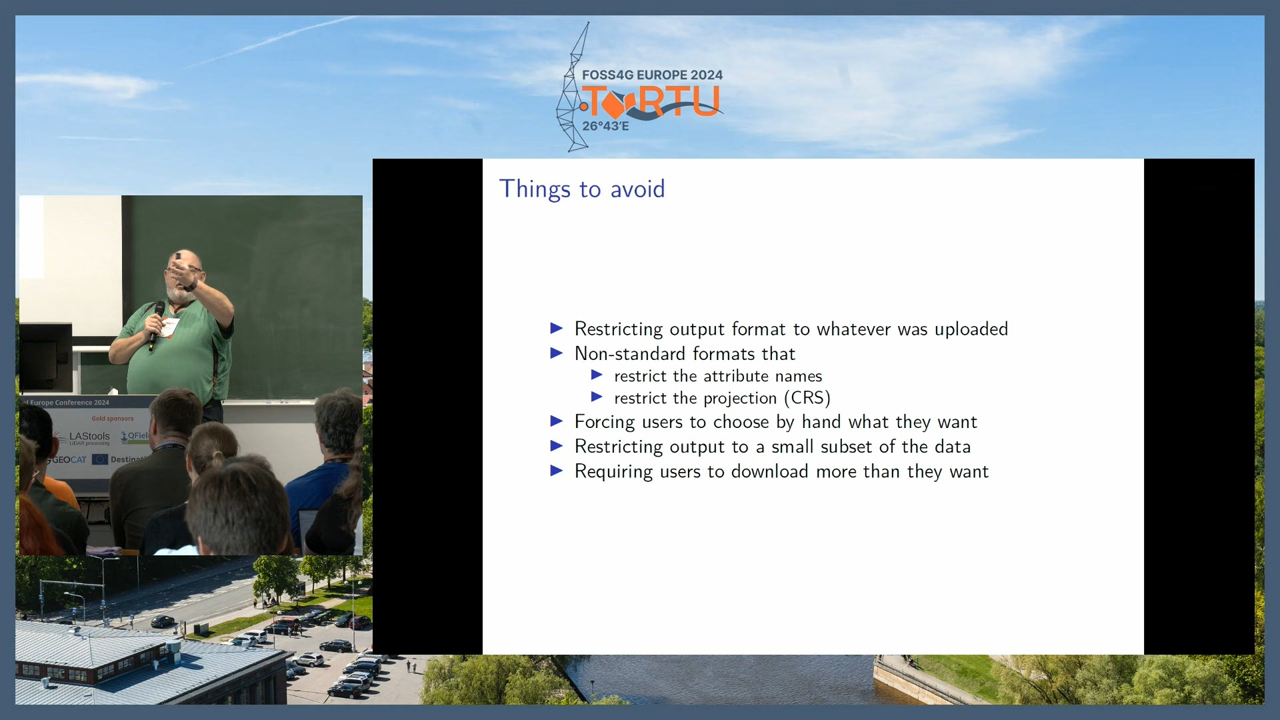 FOSS4G EUROPE 2024
TORTU
26°43'E
Things to avoid
Restricting output format to whatever was uploaded
Non-standard formats that
restrict the attribute names
restrict the projection (CRS)
Forcing users to choose by hand what they want
Restricting output to a small subset of the data
Requiring users to download more than they want
Europe Conference 2024
Gold sponsors
LAStools
QField
GEOCAT